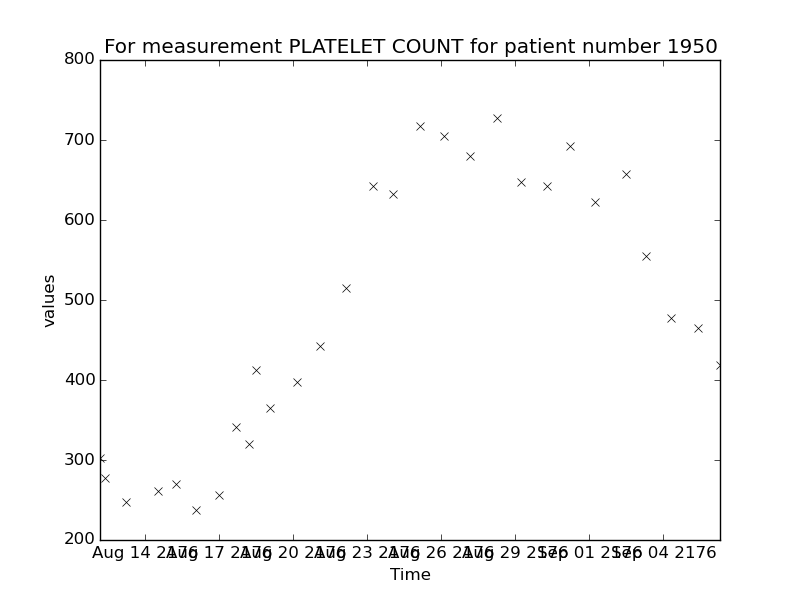 For measurement PLATELET COUNT for patient number 1950
800
700
600
500
400
300
200
values
Aug 14 2176 Aug 17 2176 Aug 20 2176 Aug 23 2176 Aug 26 2176 Aug 29 2176 Sep 01 2176 Sep 04 2176
Time